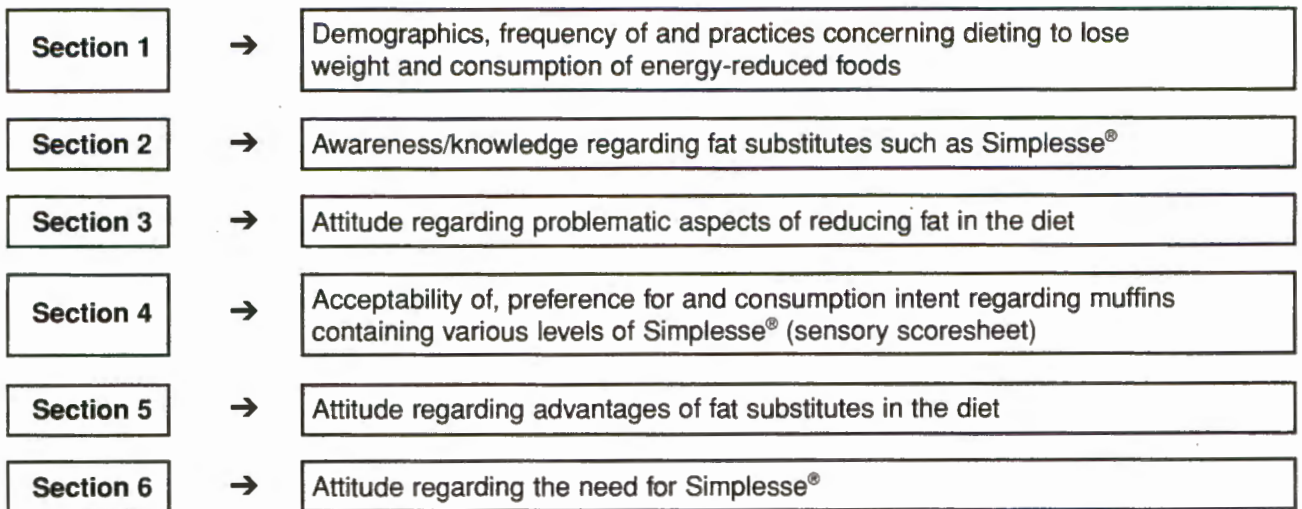 Section 1 → Demographics, frequency of and practices concerning dieting to lose
weight and consumption of energy-reduced foods
Section 2 → Awareness/knowledge regarding fat substitutes such as Simplesse®
Section 3 → Attitude regarding problematic aspects of reducing fat in the diet
Section 4 → Acceptability of, preference for and consumption intent regarding muffins
containing various levels of Simplesse® (sensory scoresheet)
Section 5 → Attitude regarding advantages of fat substitutes in the diet
Section 6 → Attitude regarding the need for Simplesse®